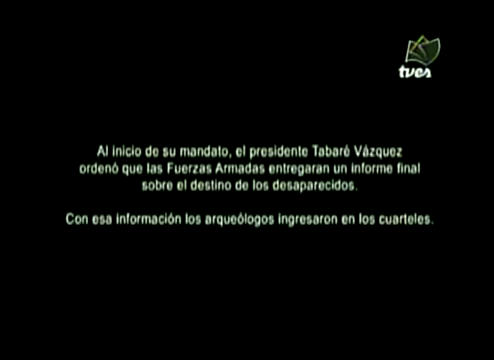 tves
Al inicio de su mandato, el presidente Tabaré Vázquez
ordenó que las Fuerzas Armadas entregaran un informe final
sobre el destino de los desaparecidos.
Con esa información los arqueólogos ingresaron en los cuarteles.